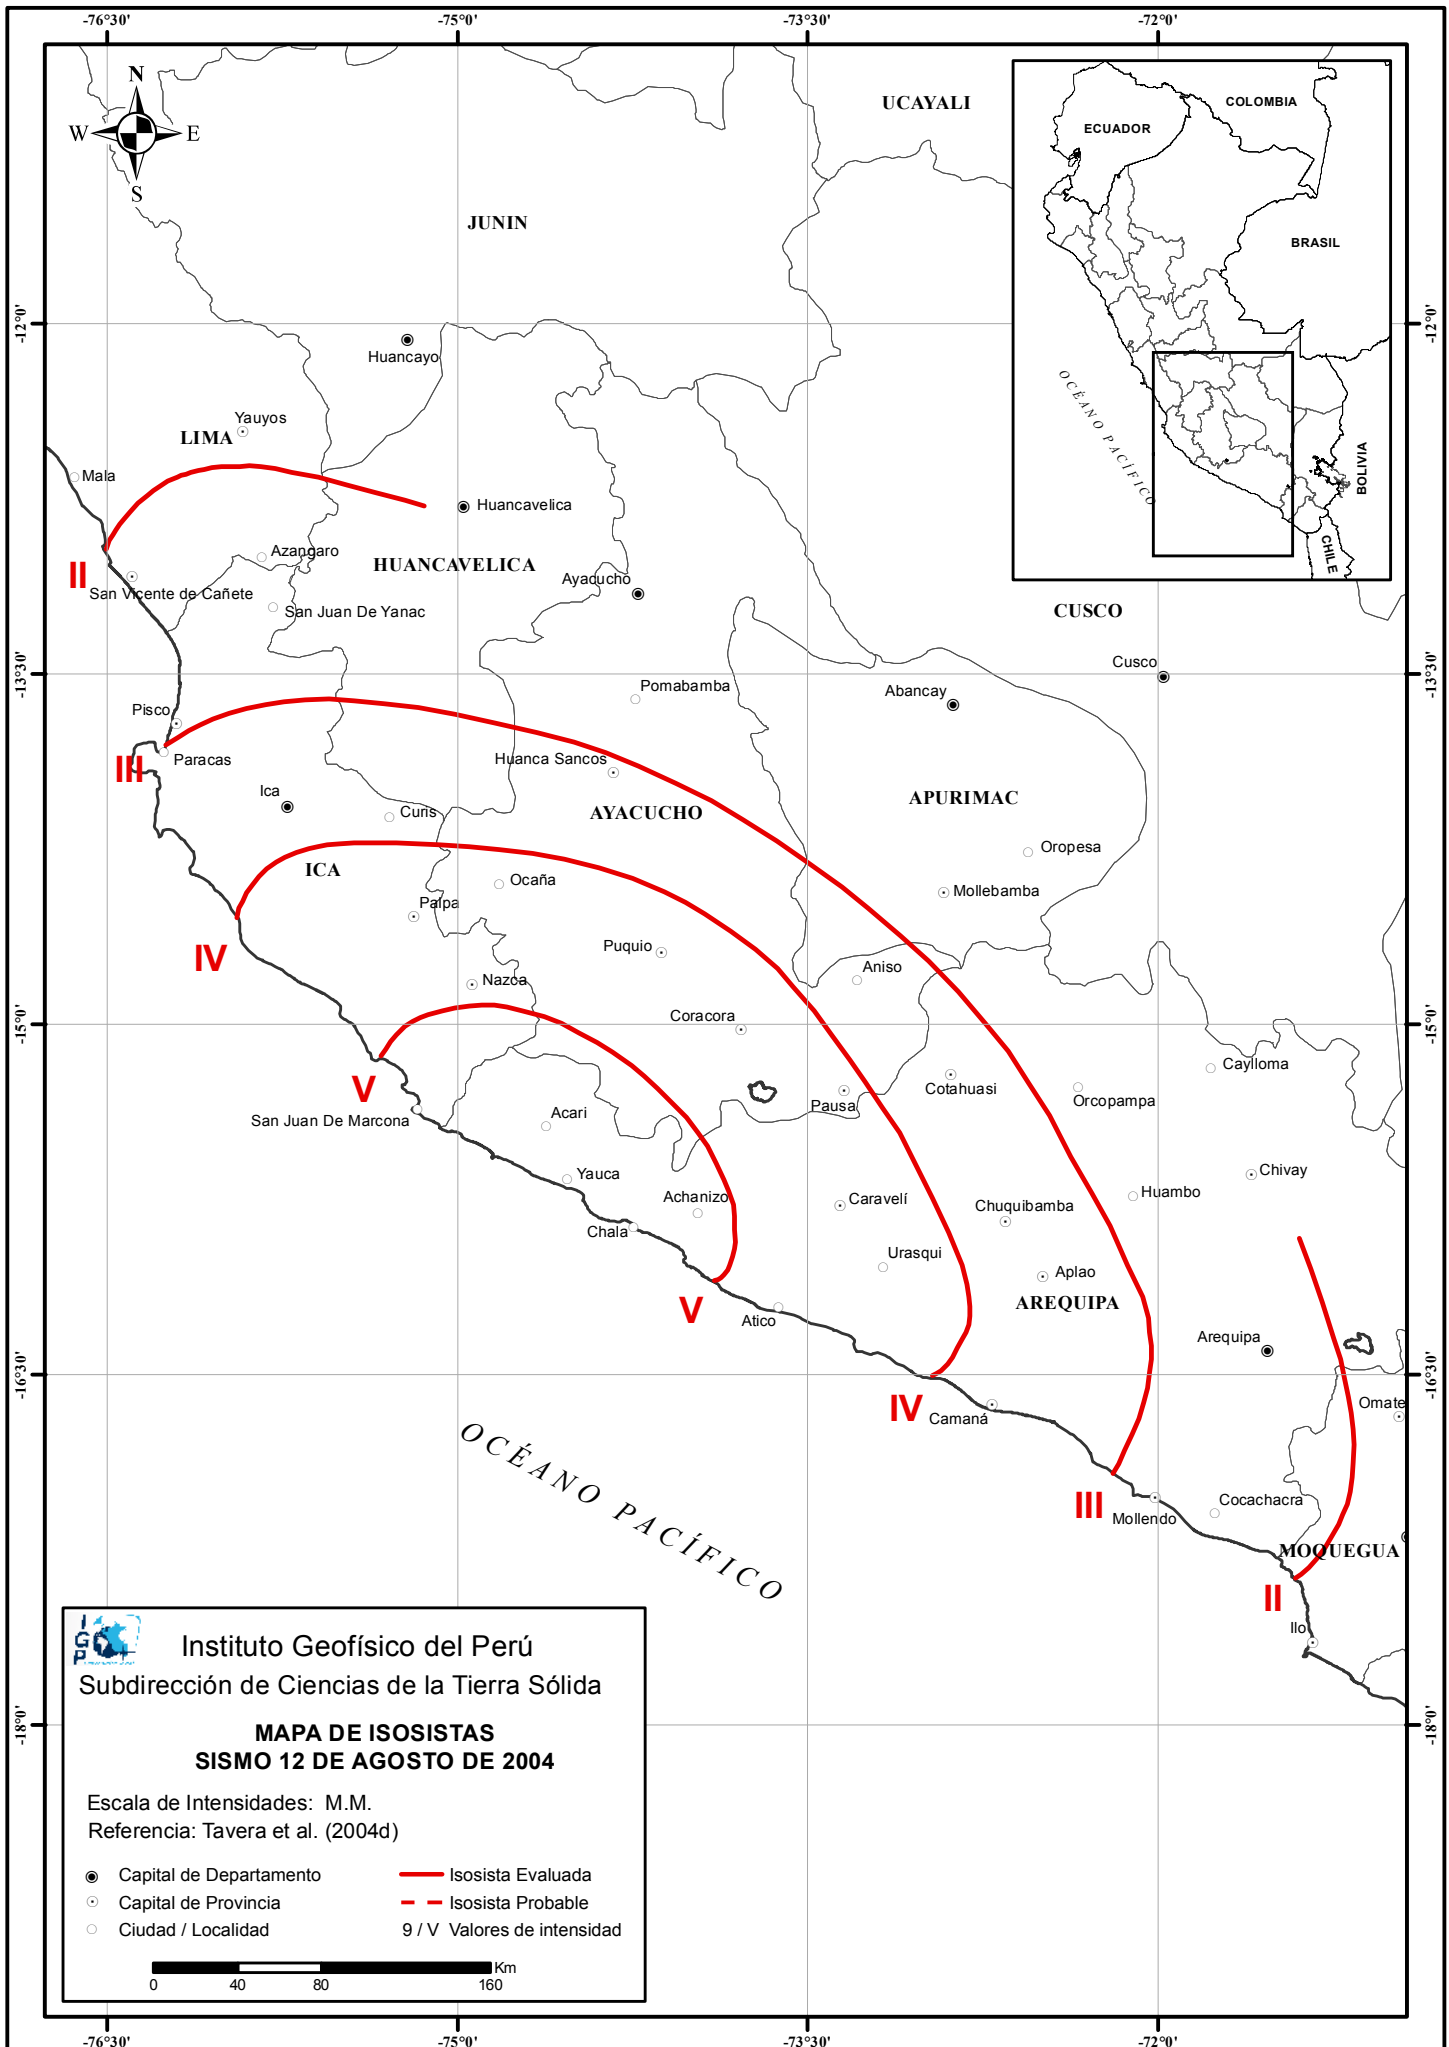 -76°30'
-75°0'
-73°30'
-72°0'
N
W
E
S
UCAYALI
COLOMBIA
ECUADOR
BRASIL
OCÉANO PACÍFICO
BOLIVIA
CHILE
JUNIN
-12°0'
-12°0'
Huancayo
Yauyos
LIMA
Mala
Huancavelica
Azangaro
HUANCAVELICA
II
San Vicente de Cañete
Ayacucho
San Juan De Yanac
CUSCO
Cusco
-13°30'
-13°30'
Pomabamba
Abancay
Pisco
Paracas
III
Huanca Sancos
Ica
Curis
AYACUCHO
APURIMAC
Oropesa
ICA
Ocaña
Mollebamba
Palpa
IV
Puquio
Aniso
Nazca
Coracora
-15°0'
-15°0'
Caylloma
V
Cotahuasi
Orcopampa
Pausa
San Juan De Marcona
Acari
Yauca
Chivay
Achanizo
Caravelí
Huambo
Chuquibamba
Chala
Urasqui
Aplao
V
AREQUIPA
Atico
Arequipa
-16°30'
-16°30'
IV
Camaná
Omate
OCÉANO PACÍFICO
III
Mollendo
Cocachacra
MOQUEGUA
II
Ilo
IGP
Instituto Geofísico del Perú
Subdirección de Ciencias de la Tierra Sólida
MAPA DE ISOSISTAS
SISMO 12 DE AGOSTO DE 2004
-18°0'
-18°0'
Escala de Intensidades: M.M.
Referencia: Tavera et al. (2004d)
Capital de Departamento
Isosista Evaluada
Capital de Provincia
Isosista Probable
Ciudad / Localidad
9 / V Valores de intensidad
Km
0 40 80 160
-76°30'
-75°0'
-73°30'
-72°0'